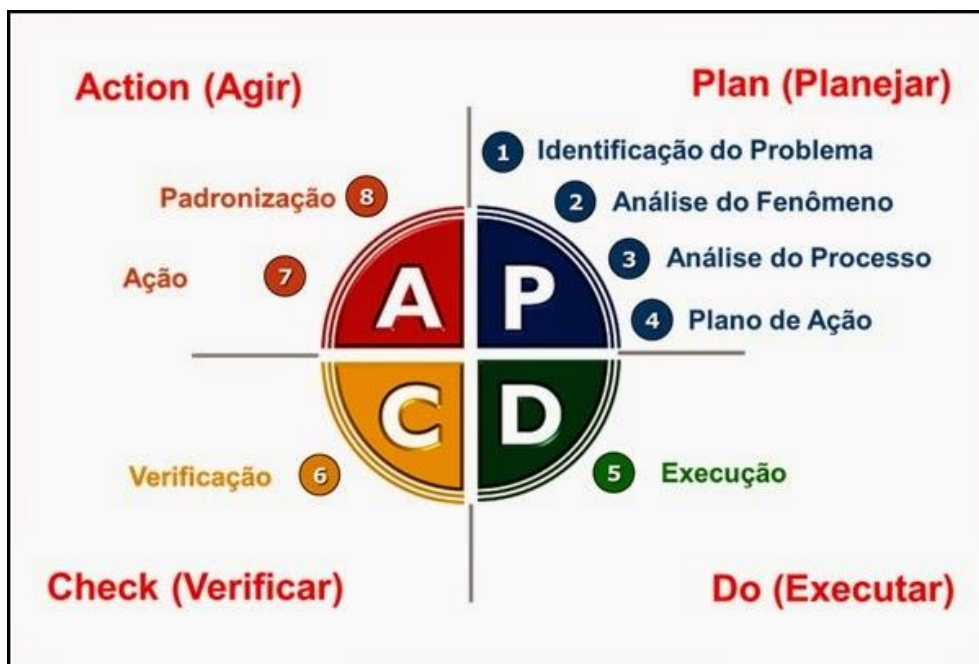 Action (Agir)
Plan (Planejar)
1 Identificação do Problema
2 Análise do Fenômeno
3 Análise do Processo
4 Plano de Ação
8 Padronização
7 Ação
A P
C D
6 Verificação
5 Execução
Check (Verificar)
Do (Executar)